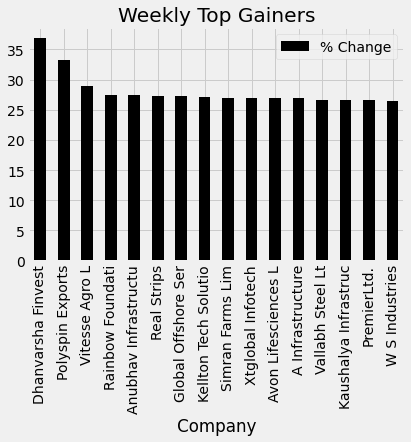 Weekly Top Gainers
% Change
35
30
25
20
15
10
5
0
Dhanvarsha Finvest
Polyspin Exports
Vitesse Agro L
Rainbow Foundati
Anubhav Infrastructu
Real Strips
Global Offshore Ser
Kellton Tech Solutio
Simran Farms Lim
Xtglobal Infotech
Avon Lifesciences L
A Infrastructure
Vallabh Steel Lt
Kaushalya Infrastruc
PremierLtd.
W S Industries
Company